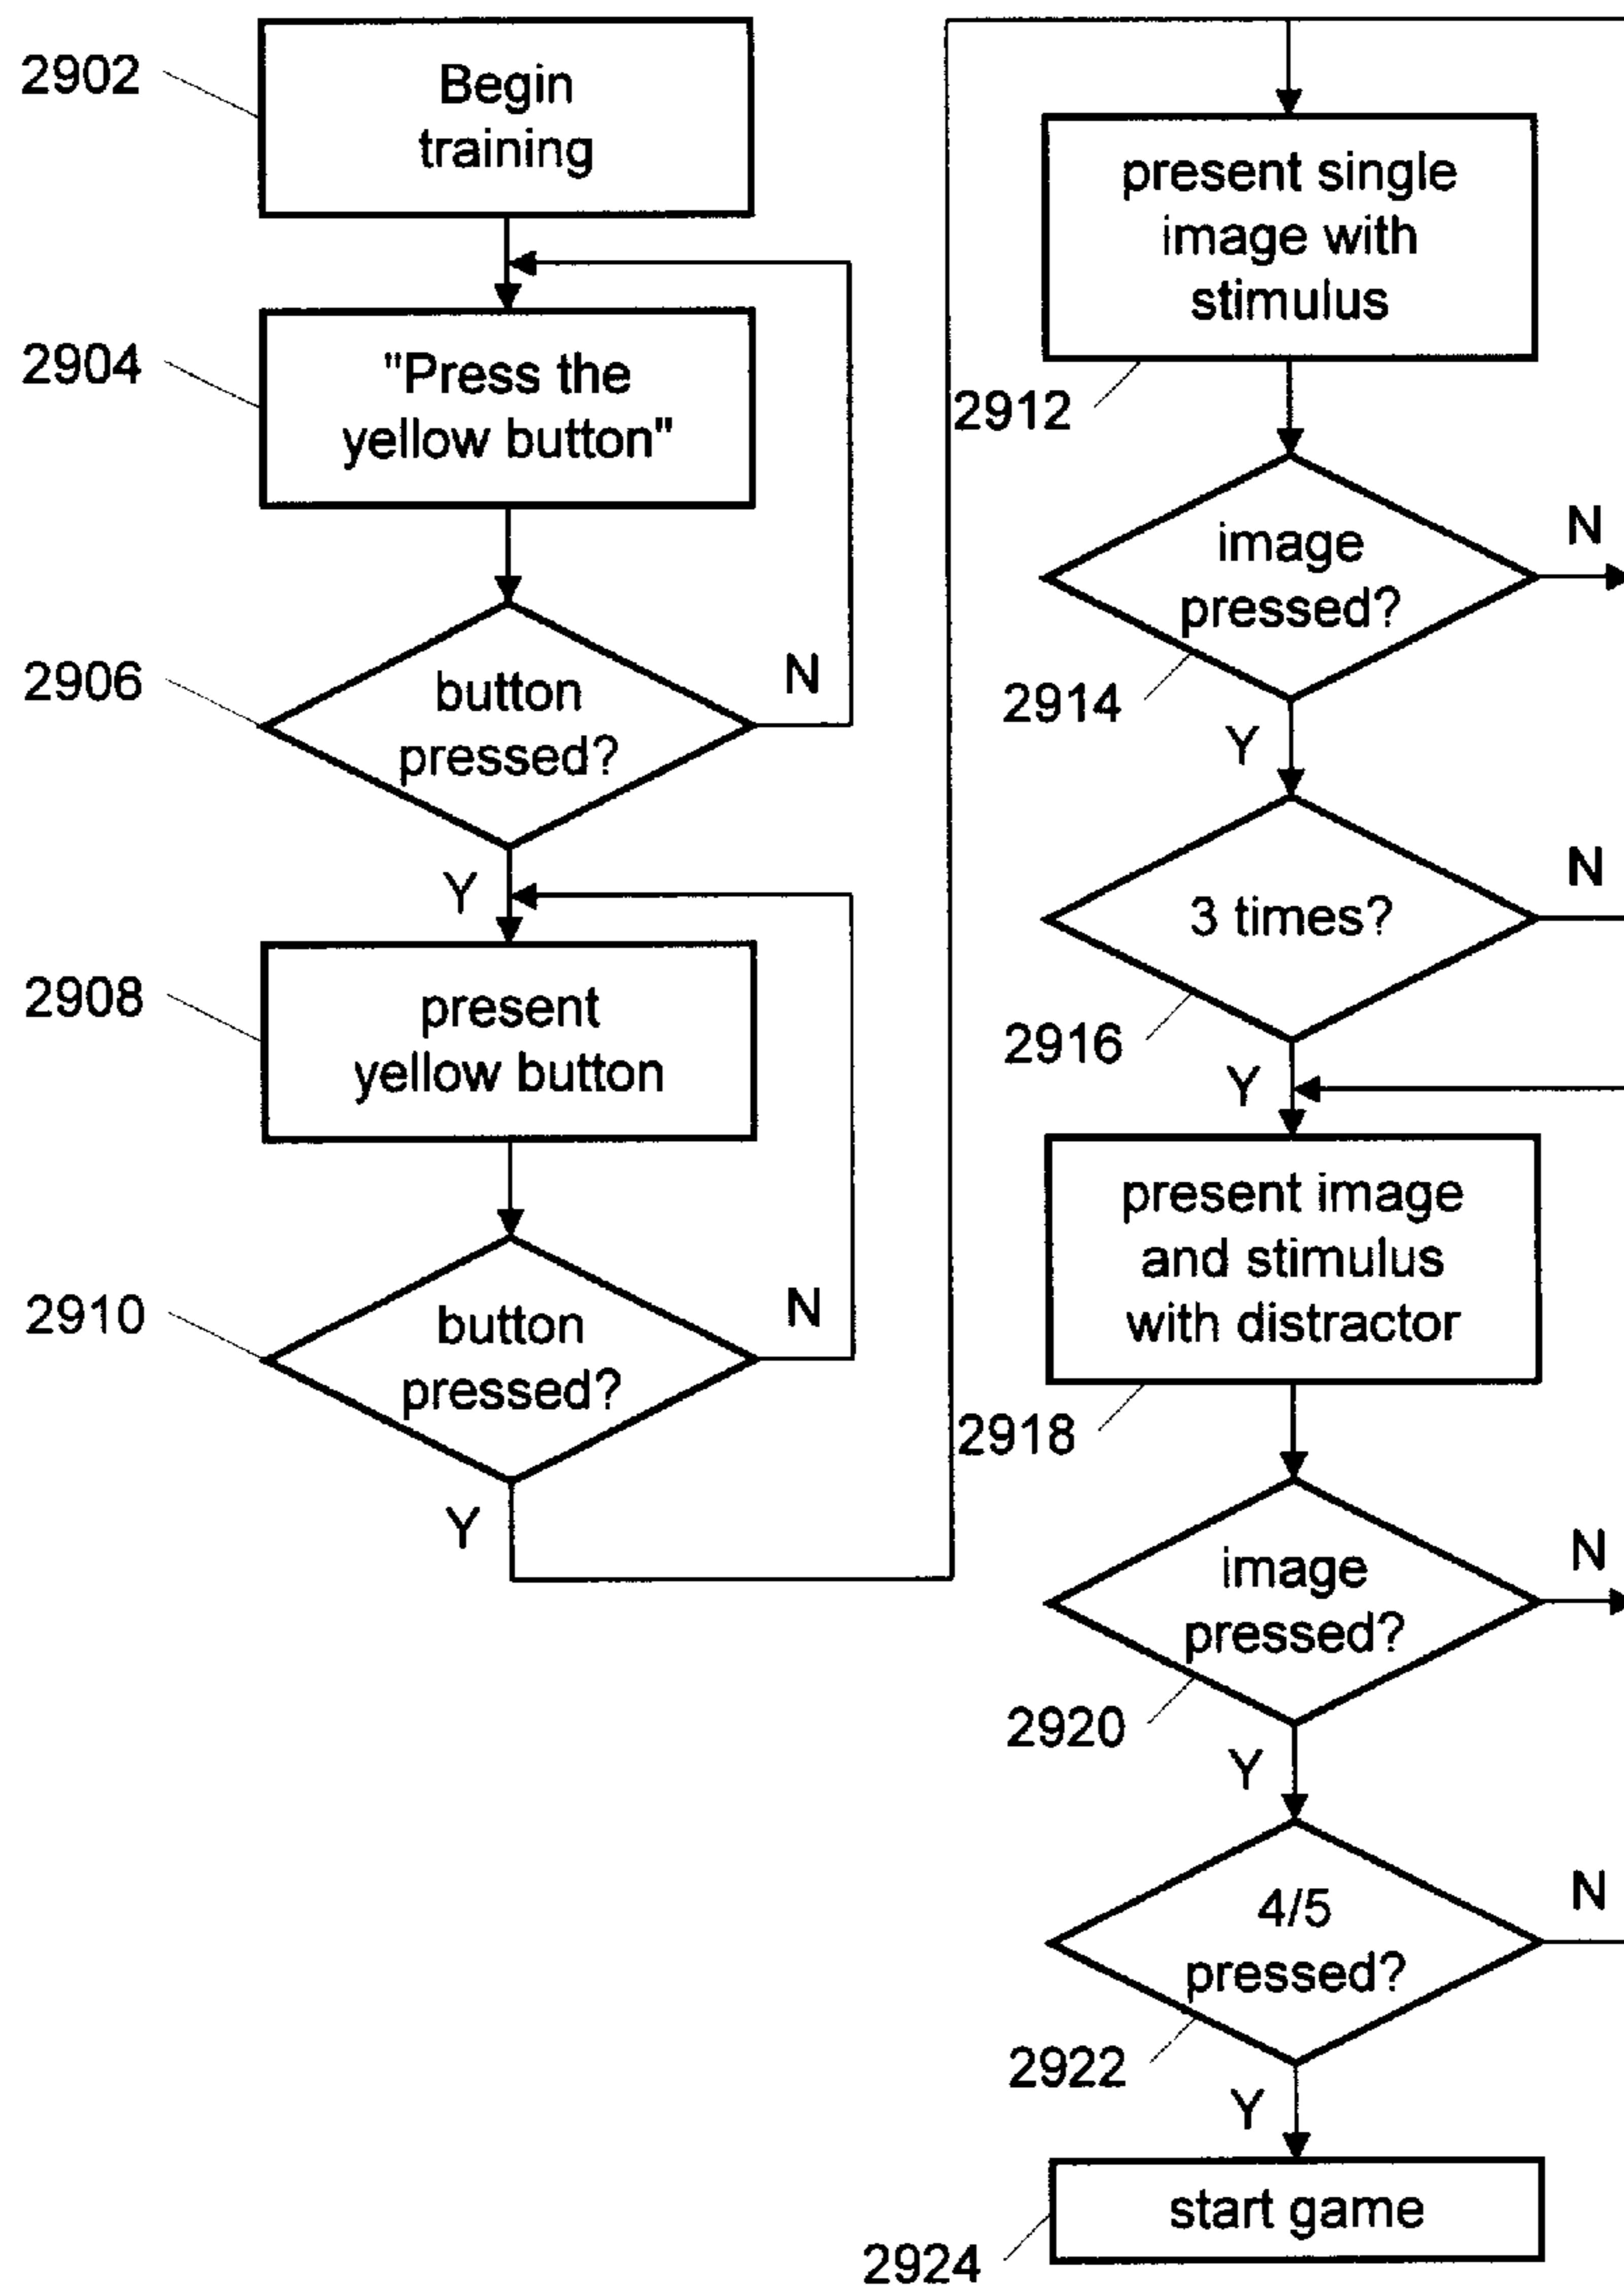 2902
Begin
training
2904
"Press the
yellow button"
2906
button
pressed?
N
Y
2908
present
yellow button
2910
button
pressed?
N
Y
present single
image with
stimulus
2912
image
pressed?
N
2914
Y
3 times?
N
2916
Y
present image
and stimulus
with distractor
2918
image
pressed?
N
2920
Y
4/5
pressed?
N
2922
Y
start game
2924